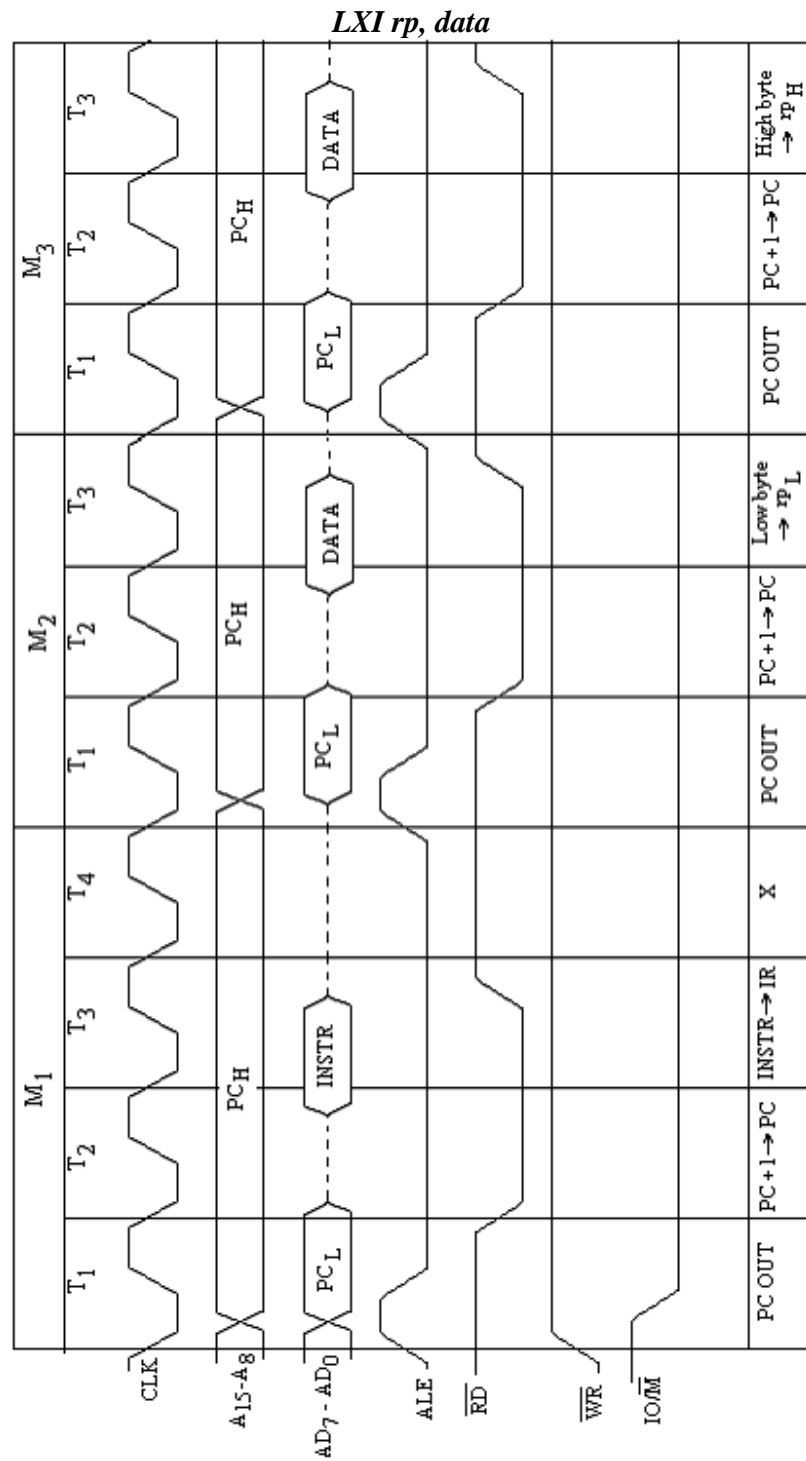 LXI rp, data
M1 M2 M3
T1 T2 T3 T4 T1 T2 T3 T1 T2 T3
CLK
A15-A8 PCH PCH PCH
AD7 - AD0 PCL INSTR PCL DATA PCL DATA
ALE
RD
WR
IO/M
PC OUT PC+1→PC INSTR→IR X PC OUT PC+1→PC Low byte → rpL PC OUT PC+1→PC High byte → rpH